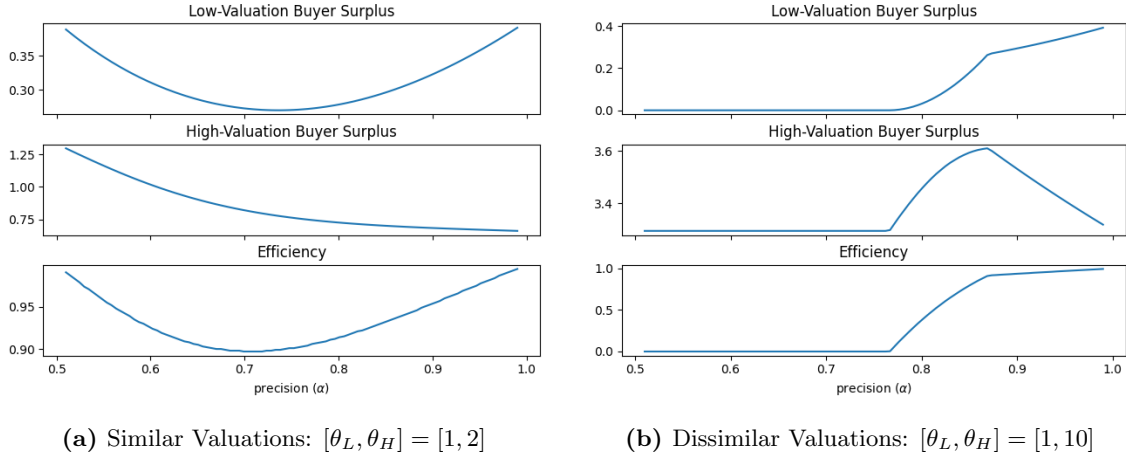 Low-Valuation Buyer Surplus
0.35
0.30
High-Valuation Buyer Surplus
1.25
1.00
0.75
Efficiency
0.95
0.90
0.5 0.6 0.7 0.8 0.9 1.0
precision (α)
(a) Similar Valuations: [θ_L, θ_H] = [1, 2]
Low-Valuation Buyer Surplus
0.4
0.2
0.0
High-Valuation Buyer Surplus
3.6
3.4
Efficiency
1.0
0.5
0.0
0.5 0.6 0.7 0.8 0.9 1.0
precision (α)
(b) Dissimilar Valuations: [θ_L, θ_H] = [1, 10]